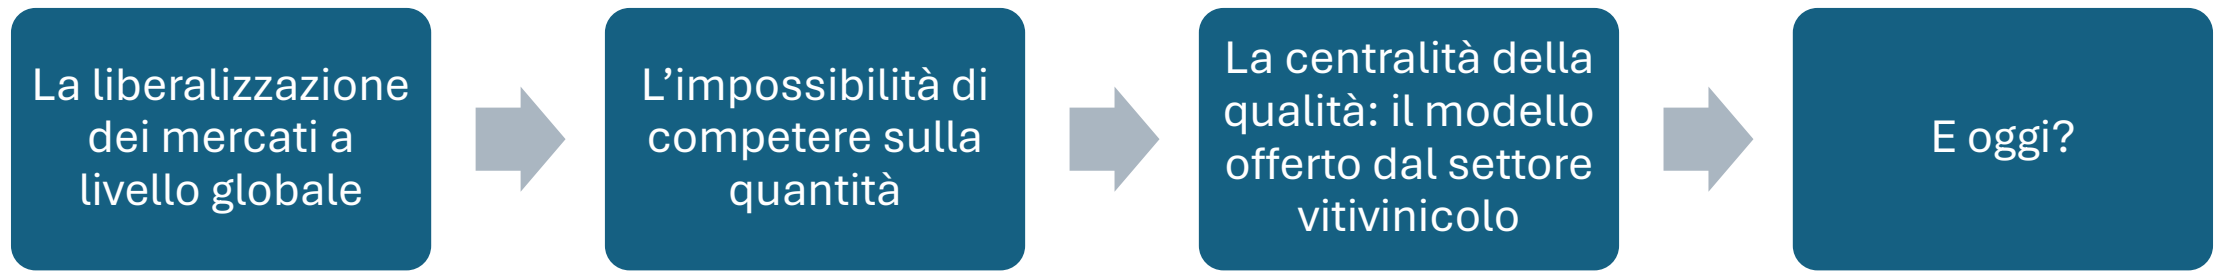 La liberalizzazione
dei mercati a
livello globale
L’impossibilità di
competere sulla
quantità
La centralità della
qualità: il modello
offerto dal settore
vitivinicolo
E oggi?